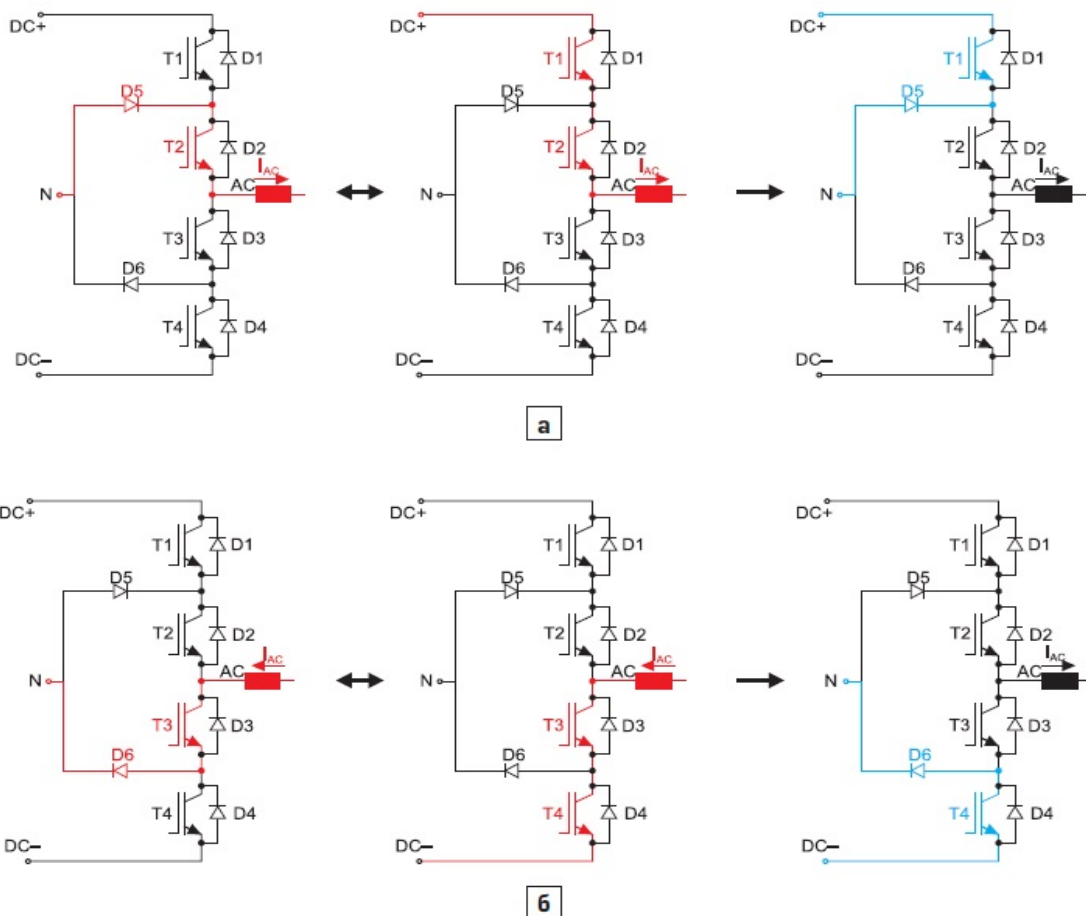 DC+
T1
D1
D5
T2
D2
I_AC
N
AC
T3
D3
D6
T4
D4
DC–
DC+
T1
D1
D5
T2
D2
I_AC
N
AC
T3
D3
D6
T4
D4
DC–
DC+
T1
D1
D5
T2
D2
I_AC
N
AC
T3
D3
D6
T4
D4
DC–
а
DC+
T1
D1
D5
T2
D2
I_AC
N
AC
T3
D3
D6
T4
D4
DC–
DC+
T1
D1
D5
T2
D2
I_AC
N
AC
T3
D3
D6
T4
D4
DC–
DC+
T1
D1
D5
T2
D2
I_AC
N
AC
T3
D3
D6
T4
D4
DC–
б